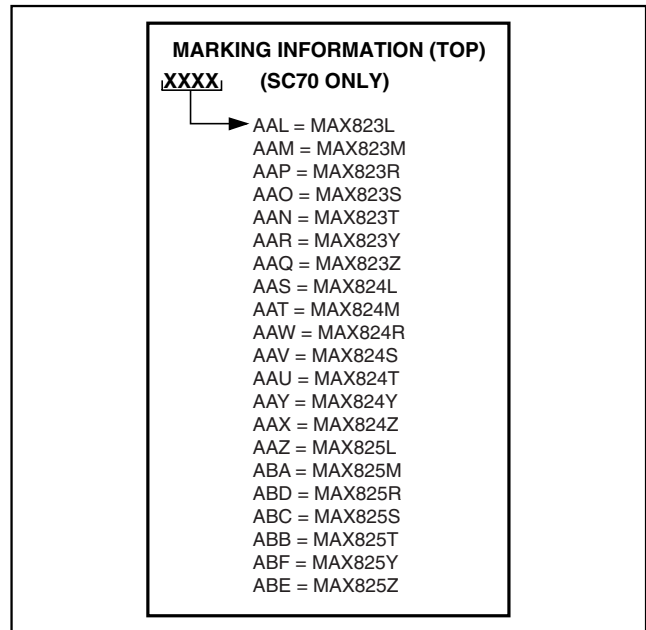 MARKING INFORMATION (TOP)
XXXX (SC70 ONLY)
AAL = MAX823L
AAM = MAX823M
AAP = MAX823R
AAO = MAX823S
AAN = MAX823T
AAR = MAX823Y
AAQ = MAX823Z
AAS = MAX824L
AAT = MAX824M
AAW = MAX824R
AAV = MAX824S
AAU = MAX824T
AAY = MAX824Y
AAX = MAX824Z
AAZ = MAX825L
ABA = MAX825M
ABD = MAX825R
ABC = MAX825S
ABB = MAX825T
ABF = MAX825Y
ABE = MAX825Z